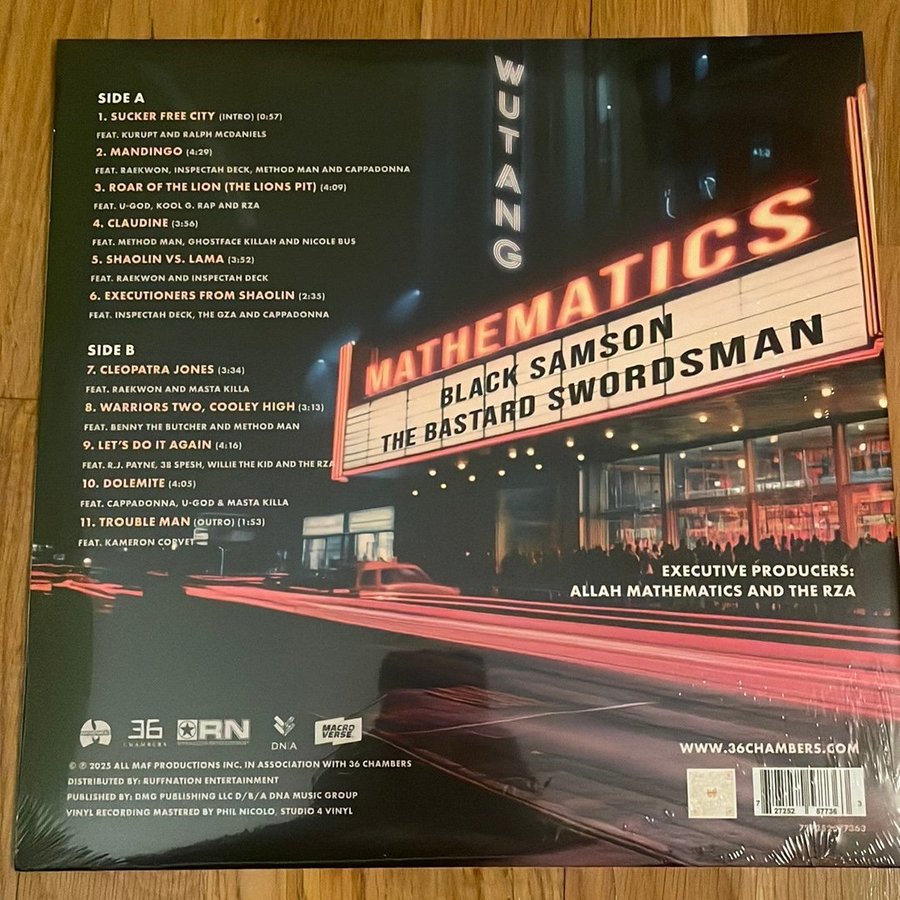 SIDE A
1. SUCKER FREE CITY (INTRO) (0:57)
FEAT. KURUPT AND RALPH MCDANIELS
2. MANDINGO (4:29)
FEAT. RAEKWON, INSPECTAH DECK, METHOD MAN AND CAPPADONNA
3. ROAR OF THE LION (THE LIONS PIT) (4:09)
FEAT. U-GOD, KOOL G. RAP AND RZA
4. CLAUDINE (3:56)
FEAT. METHOD MAN, GHOSTFACE KILLAH AND NICOLE BUS
5. SHAOLIN VS. LAMA (3:52)
FEAT. RAEKWON AND INSPECTAH DECK
6. EXECUTIONERS FROM SHAOLIN (2:35)
FEAT. INSPECTAH DECK, THE GZA AND CAPPADONNA
SIDE B
7. CLEOPATRA JONES (3:34)
FEAT. RAEKWON AND MASTA KILLA
8. WARRIORS TWO, COOLEY HIGH (3:13)
FEAT. BENNY THE BUTCHER AND METHOD MAN
9. LET'S DO IT AGAIN (4:16)
FEAT. R.J. PAYNE, 38 SPESH, WILLIE THE KID AND THE RZA
10. DOLEMITE (4:05)
FEAT. CAPPADONNA, U-GOD & MASTA KILLA
11. TROUBLE MAN (OUTRO) (1:53)
FEAT. KAMERON CORVET
WUTANG
MATHEMATICS
BLACK SAMSON
THE BASTARD SWORDSMAN
EXECUTIVE PRODUCERS:
ALLAH MATHEMATICS AND THE RZA
36 CHAMBERS
RN
DNA
MACRO VERSE
WWW.36CHAMBERS.COM
© ℗ 2025 ALL MAF PRODUCTIONS INC. IN ASSOCIATION WITH 36 CHAMBERS
DISTRIBUTED BY: RUFFNATION ENTERTAINMENT
PUBLISHED BY: DMG PUBLISHING LLC D/B/A DNA MUSIC GROUP
VINYL RECORDING MASTERED BY PHIL NICOLO, STUDIO 4 VINYL
7 27252 67736 3